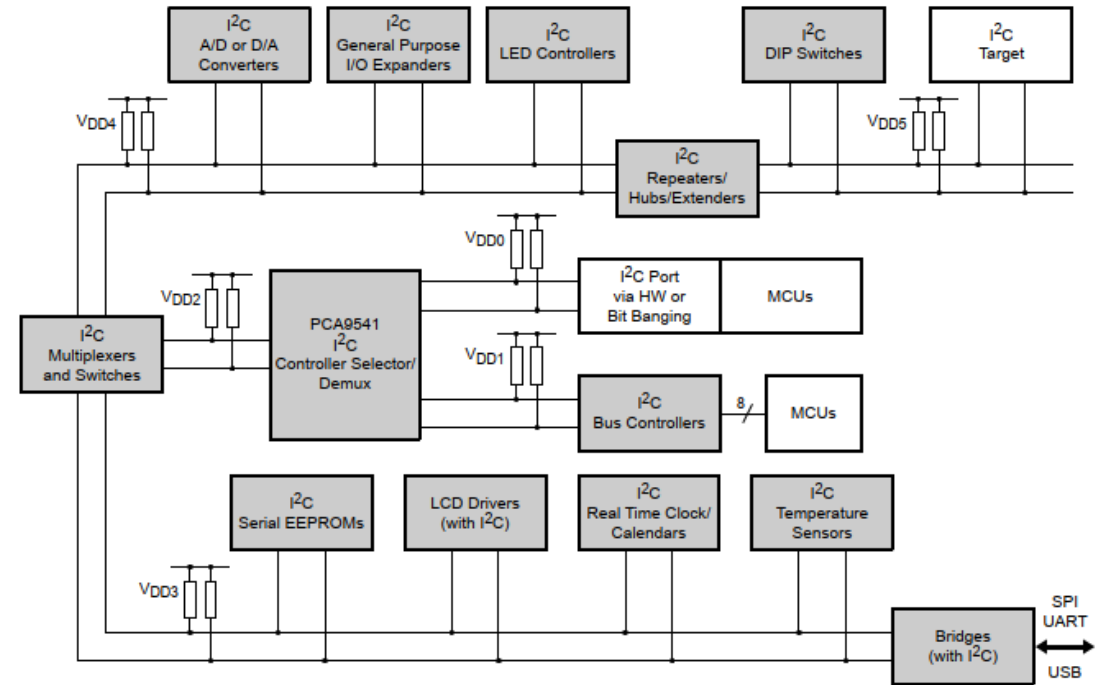 I²C
A/D or D/A
Converters
I²C
General Purpose
I/O Expanders
I²C
LED Controllers
I²C
DIP Switches
I²C
Target
VDD4
VDD5
I²C
Repeaters/
Hubs/Extenders
VDD0
I²C Port
via HW or
Bit Banging
MCUs
VDD2
PCA9541
I²C
Controller Selector/
Demux
I²C
Multiplexers
and Switches
VDD1
I²C
Bus Controllers
8
MCUs
I²C
Serial EEPROMs
LCD Drivers
(with I²C)
I²C
Real Time Clock/
Calendars
I²C
Temperature
Sensors
VDD3
Bridges
(with I²C)
SPI
UART
USB